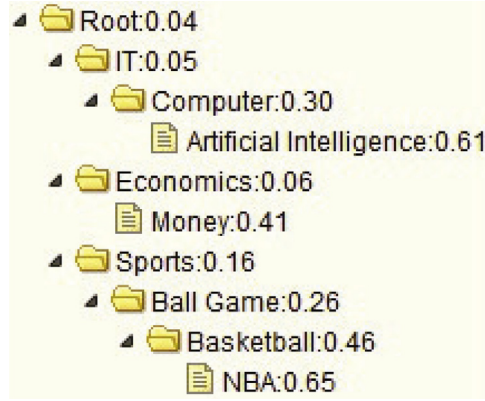 Root:0.04
IT:0.05
Computer:0.30
Artificial Intelligence:0.61
Economics:0.06
Money:0.41
Sports:0.16
Ball Game:0.26
Basketball:0.46
NBA:0.65